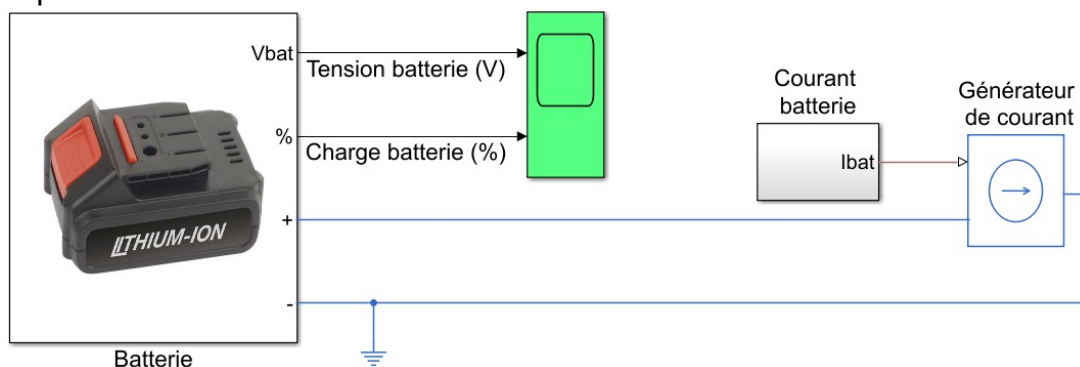 Vbat
Tension batterie (V)
%
Charge batterie (%)
+
-
LITHIUM-ION
Batterie
Courant
batterie
Ibat
Générateur
de courant